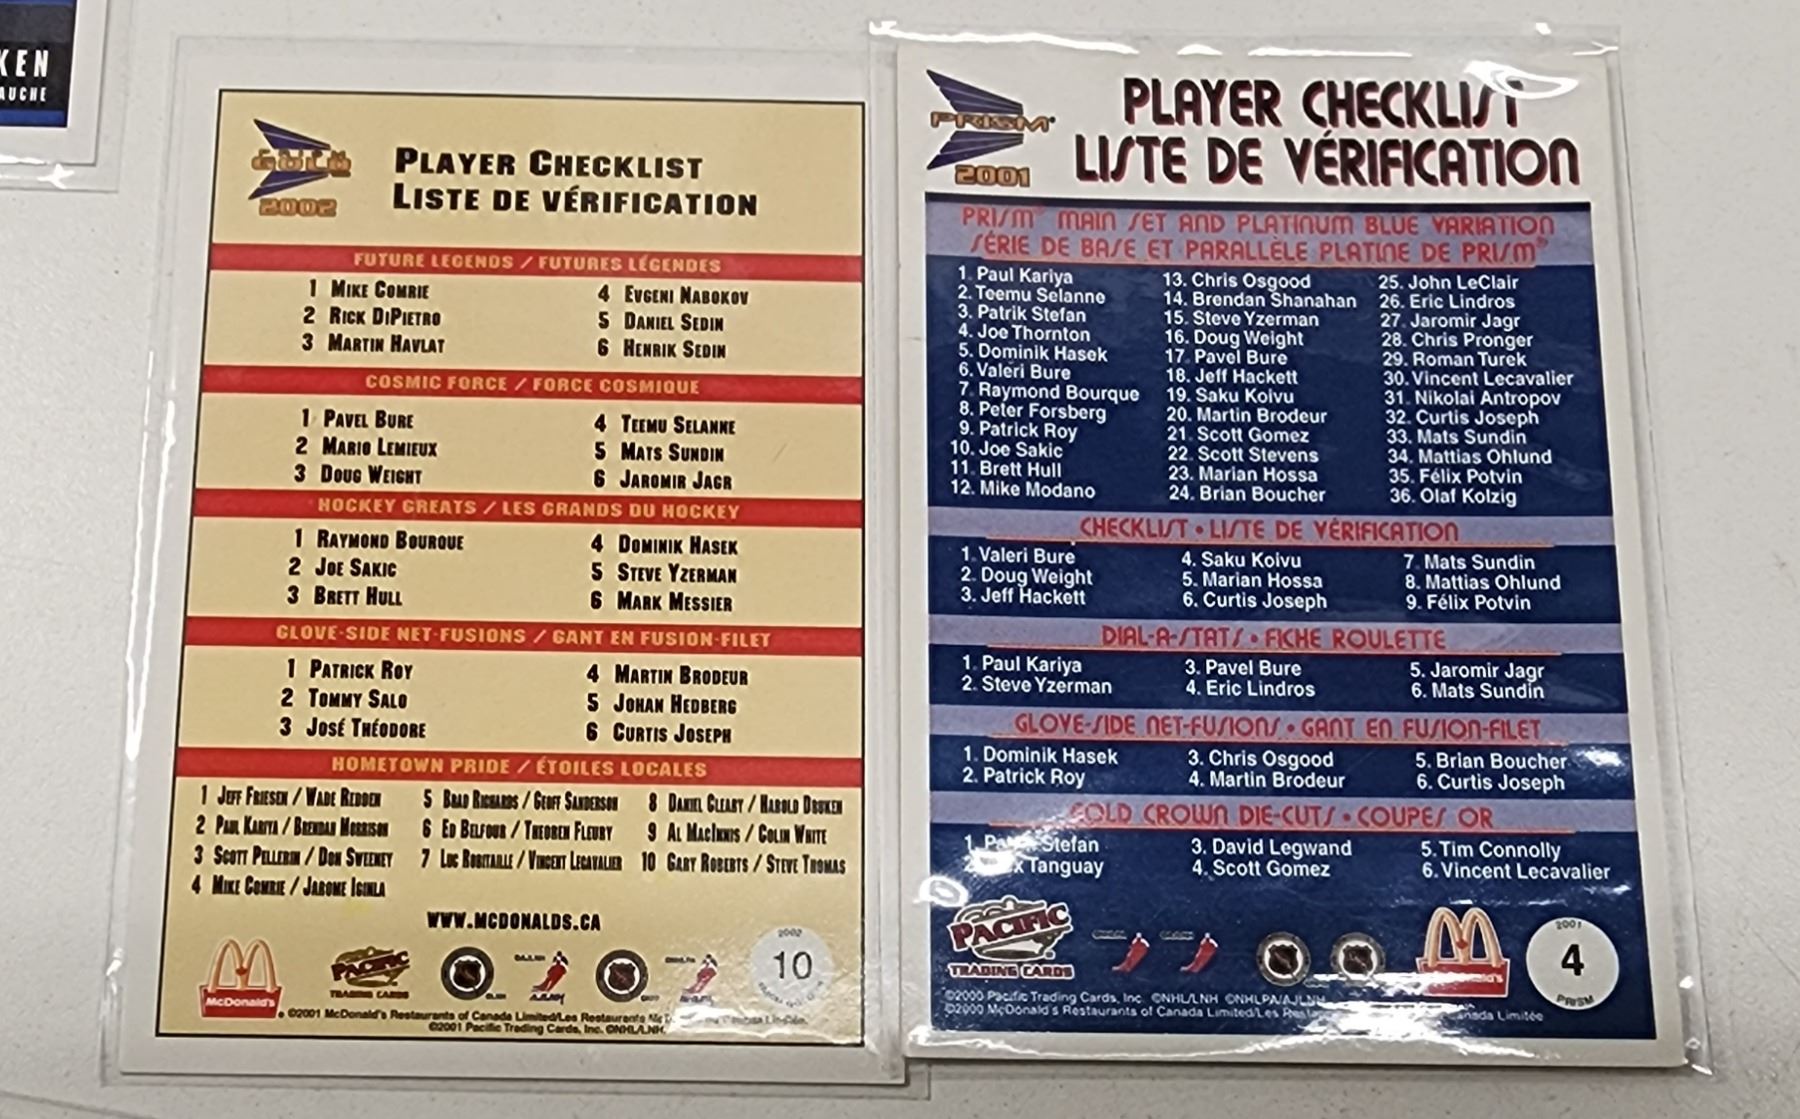 KEN
AUCHE
GOLD
2002
PLAYER CHECKLIST
LISTE DE VÉRIFICATION
FUTURE LEGENDS / FUTURES LÉGENDES
1 MIKE COMRIE 4 EVGENI NABOKOV
2 RICK DIPIETRO 5 DANIEL SEDIN
3 MARTIN HAVLAT 6 HENRIK SEDIN
COSMIC FORCE / FORCE COSMIQUE
1 PAVEL BURE 4 TEEMU SELANNE
2 MARIO LEMIEUX 5 MATS SUNDIN
3 DOUG WEIGHT 6 JAROMIR JAGR
HOCKEY GREATS / LES GRANDS DU HOCKEY
1 RAYMOND BOURQUE 4 DOMINIK HASEK
2 JOE SAKIC 5 STEVE YZERMAN
3 BRETT HULL 6 MARK MESSIER
GLOVE-SIDE NET-FUSIONS / GANT EN FUSION-FILET
1 PATRICK ROY 4 MARTIN BRODEUR
2 TOMMY SALO 5 JOHAN HEDBERG
3 JOSÉ THÉODORE 6 CURTIS JOSEPH
HOMETOWN PRIDE / ÉTOILES LOCALES
1 JEFF FRIESEN / WADE REDDEN 5 BRAD RICHARDS / GEOFF SANDERSON 8 DANIEL CLEARY / HAROLD DRUKEN
2 PAUL KARIYA / BRENDAN MORRISON 6 ED BELFOUR / THEOREN FLEURY 9 AL MACINNIS / COLIN WHITE
3 SCOTT PELLERIN / DON SWEENEY 7 LUC ROBITAILLE / VINCENT LECAVALIER 10 GARY ROBERTS / STEVE THOMAS
4 MIKE COMRIE / JAROME IGINLA
WWW.MCDONALDS.CA
McDonald's
PACIFIC
TRADING CARDS
2002
10
©2001 McDonald's Restaurants of Canada Limited/Les Restaurants
©2001 Pacific Trading Cards, Inc. ©NHL/LNH.
PRISM
2001
PLAYER CHECKLIST
LISTE DE VÉRIFICATION
PRISM® MAIN SET AND PLATINUM BLUE VARIATION
SÉRIE DE BASE ET PARALLÈLE PLATINE DE PRISM®
1. Paul Kariya 13. Chris Osgood 25. John LeClair
2. Teemu Selanne 14. Brendan Shanahan 26. Eric Lindros
3. Patrik Stefan 15. Steve Yzerman 27. Jaromir Jagr
4. Joe Thornton 16. Doug Weight 28. Chris Pronger
5. Dominik Hasek 17. Pavel Bure 29. Roman Turek
6. Valeri Bure 18. Jeff Hackett 30. Vincent Lecavalier
7. Raymond Bourque 19. Saku Koivu 31. Nikolai Antropov
8. Peter Forsberg 20. Martin Brodeur 32. Curtis Joseph
9. Patrick Roy 21. Scott Gomez 33. Mats Sundin
10. Joe Sakic 22. Scott Stevens 34. Mattias Ohlund
11. Brett Hull 23. Marian Hossa 35. Félix Potvin
12. Mike Modano 24. Brian Boucher 36. Olaf Kolzig
CHECKLIST • LISTE DE VÉRIFICATION
1. Valeri Bure 4. Saku Koivu 7. Mats Sundin
2. Doug Weight 5. Marian Hossa 8. Mattias Ohlund
3. Jeff Hackett 6. Curtis Joseph 9. Félix Potvin
DIAL-A-STATS • FICHE ROULETTE
1. Paul Kariya 3. Pavel Bure 5. Jaromir Jagr
2. Steve Yzerman 4. Eric Lindros 6. Mats Sundin
GLOVE-SIDE NET-FUSIONS • GANT EN FUSION-FILET
1. Dominik Hasek 3. Chris Osgood 5. Brian Boucher
2. Patrick Roy 4. Martin Brodeur 6. Curtis Joseph
GOLD CROWN DIE-CUTS • COUPES OR
1. Stefan 3. David Legwand 5. Tim Connolly
Tanguay 4. Scott Gomez 6. Vincent Lecavalier
PACIFIC
TRADING CARDS
2001
4
PRISM
©2000 Pacific Trading Cards, Inc. ©NHL/LNH ©NHLPA/AJLNH
©2000 McDonald's Restaurants of Canada Limited/Les Limitée